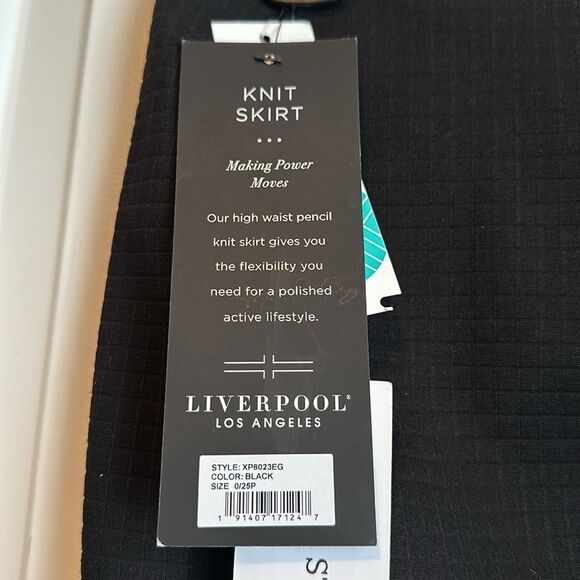 KNIT
SKIRT
Making Power
Moves
Our high waist pencil
knit skirt gives you
the flexibility you
need for a polished
active lifestyle.
LIVERPOOL®
LOS ANGELES
STYLE: XP6023EG
COLOR: BLACK
SIZE 0/25P
1 91407 17124 7